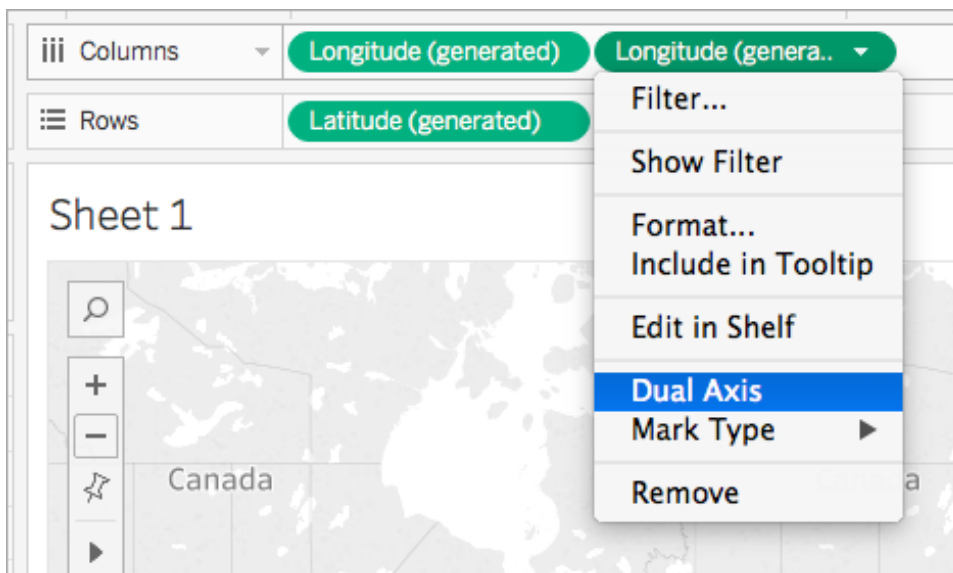 Columns
Longitude (generated)
Longitude (genera..
Rows
Latitude (generated)
Filter...
Show Filter
Format...
Include in Tooltip
Edit in Shelf
Dual Axis
Mark Type
Remove
Sheet 1
Canada